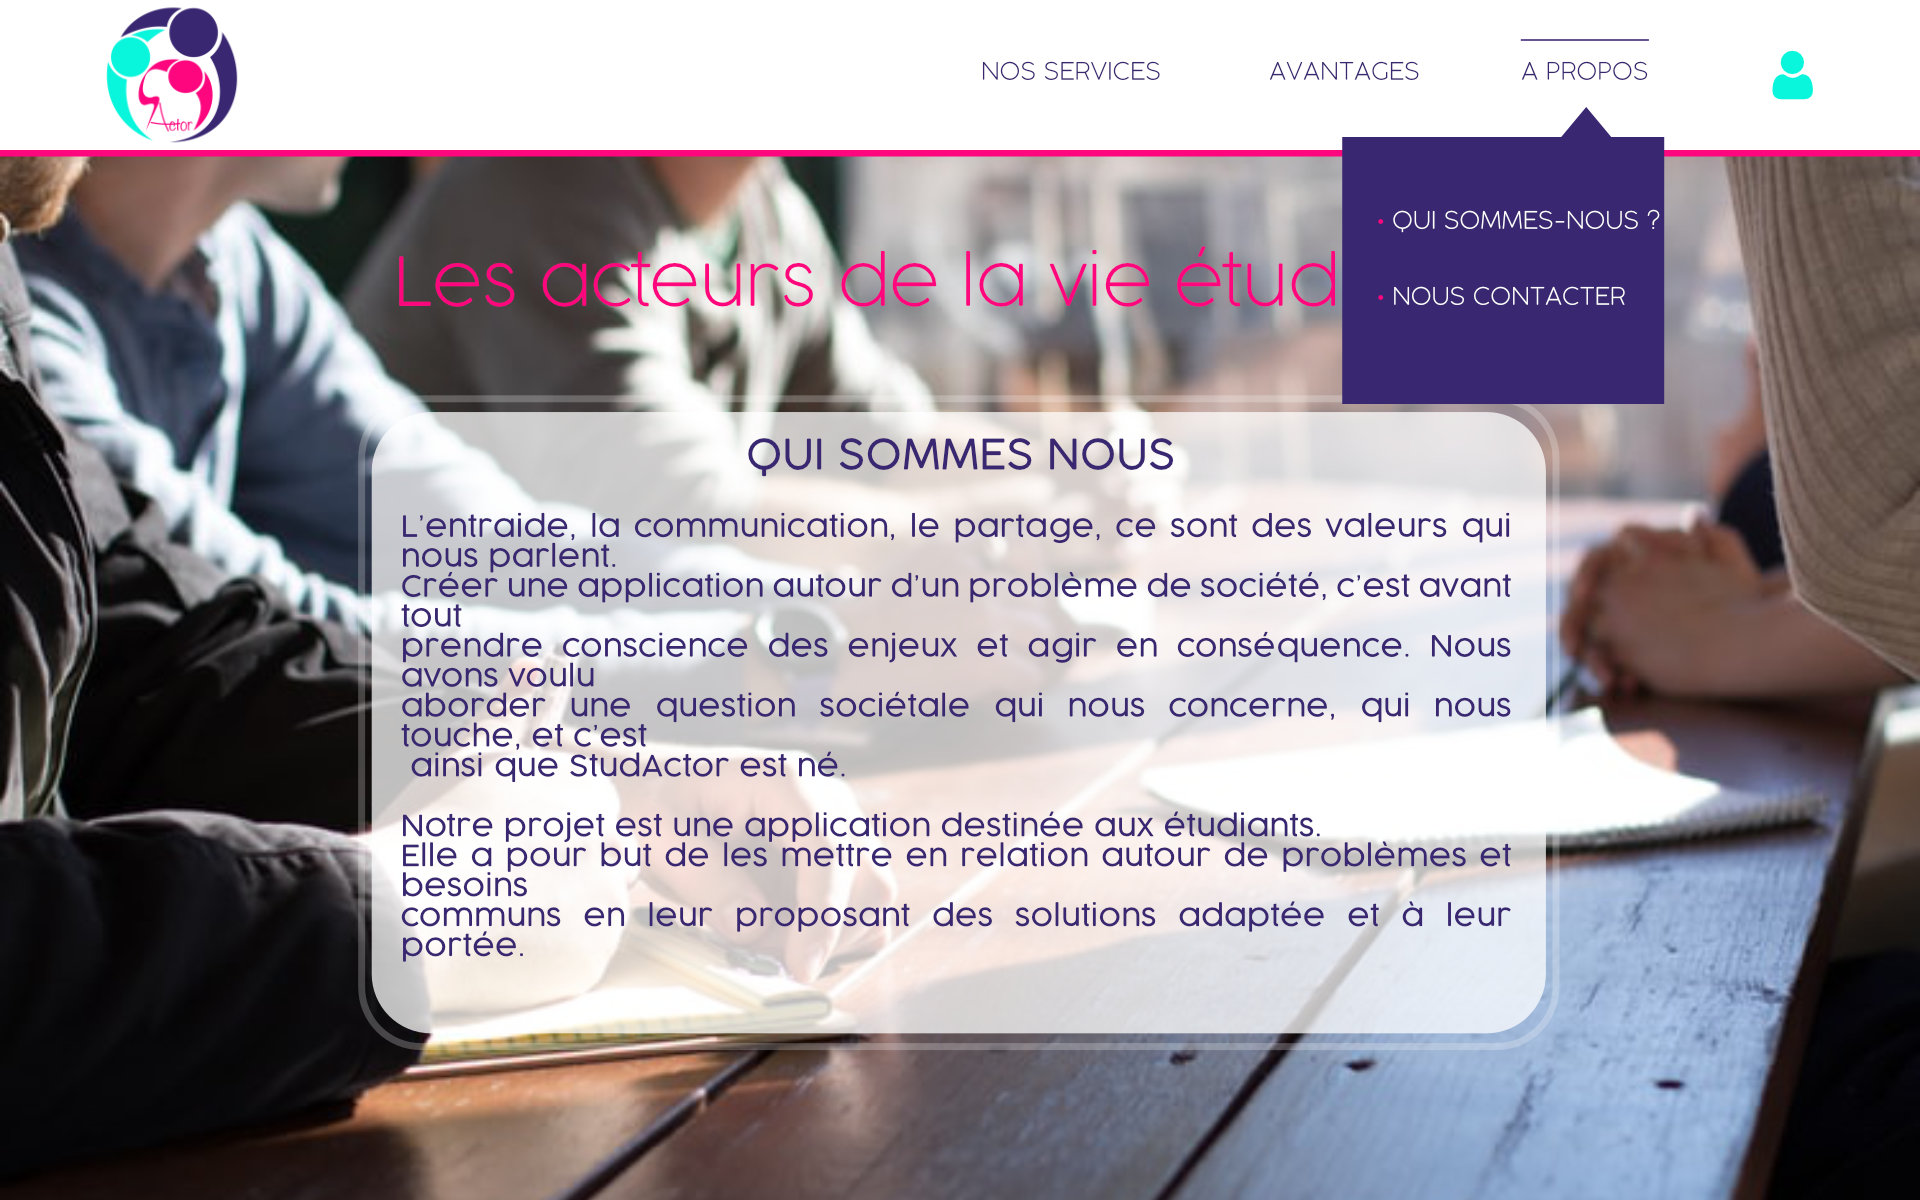 Actor
NOS SERVICES
AVANTAGES
A PROPOS
• QUI SOMMES-NOUS ?
• NOUS CONTACTER
Les acteurs de la vie étud
QUI SOMMES NOUS
L'entraide, la communication, le partage, ce sont des valeurs qui
nous parlent.
Créer une application autour d'un problème de société, c'est avant
tout
prendre conscience des enjeux et agir en conséquence. Nous
avons voulu
aborder une question sociétale qui nous concerne, qui nous
touche, et c'est
ainsi que StudActor est né.
Notre projet est une application destinée aux étudiants.
Elle a pour but de les mettre en relation autour de problèmes et
besoins
communs en leur proposant des solutions adaptée et à leur
portée.